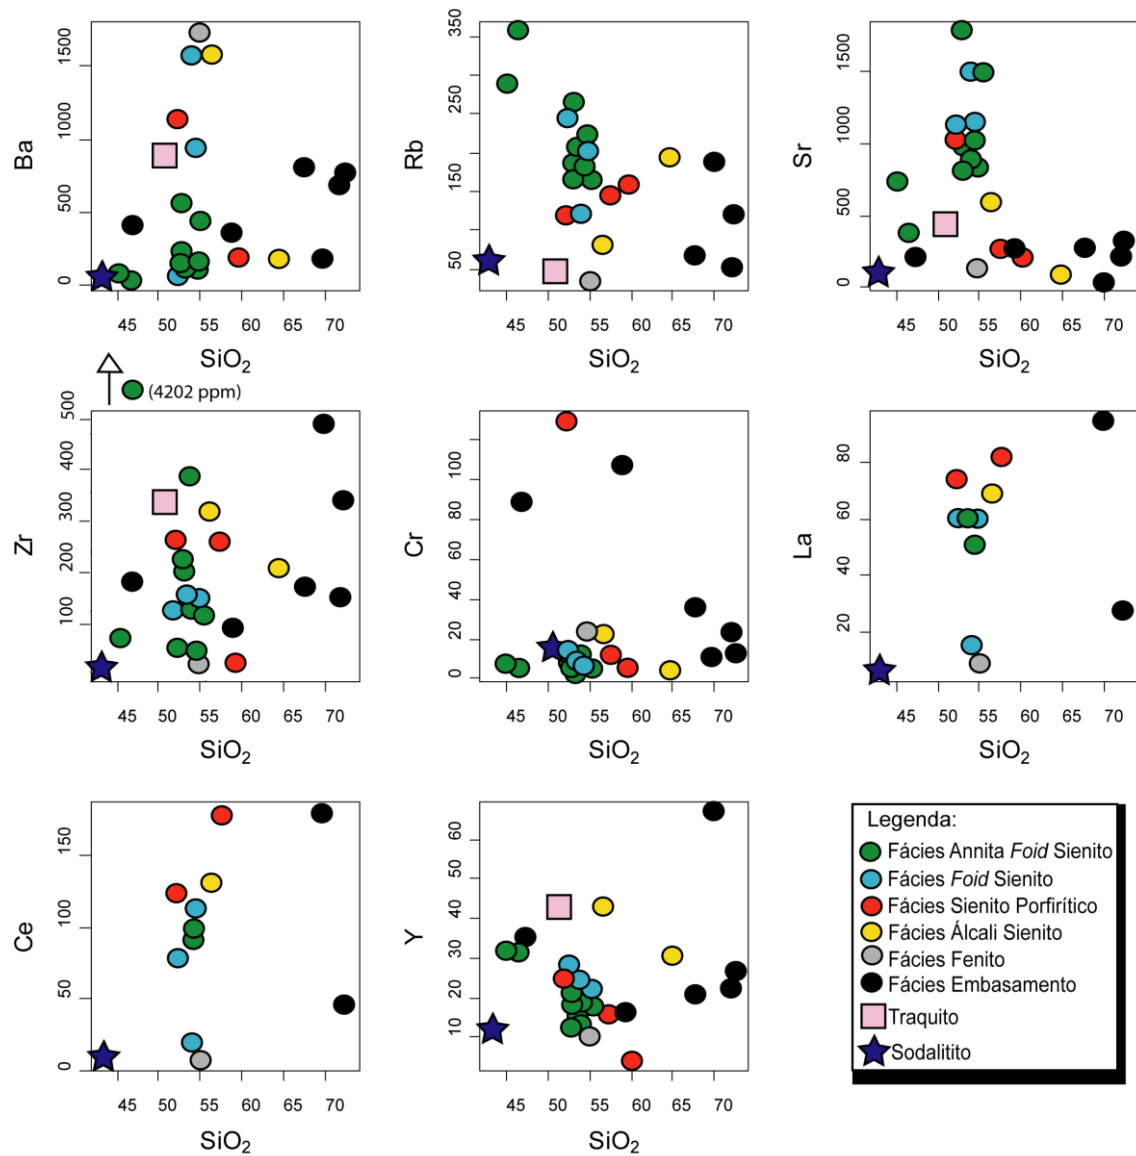 Ba
0 500 1000 1500
45 50 55 60 65 70
SiO2
Rb
50 150 250 350
45 50 55 60 65 70
SiO2
Sr
0 500 1000 1500
45 50 55 60 65 70
SiO2
(4202 ppm)
Zr
100 200 300 400 500
45 50 55 60 65 70
SiO2
Cr
0 20 40 60 80 100
45 50 55 60 65 70
SiO2
La
20 40 60 80
45 50 55 60 65 70
SiO2
Ce
0 50 100 150
45 50 55 60 65 70
SiO2
Y
10 20 30 40 50 60
45 50 55 60 65 70
SiO2
Legenda:
Fácies Annita Foid Sienito
Fácies Foid Sienito
Fácies Sienito Porfirítico
Fácies Álcali Sienito
Fácies Fenito
Fácies Embasamento
Traquito
Sodalitito